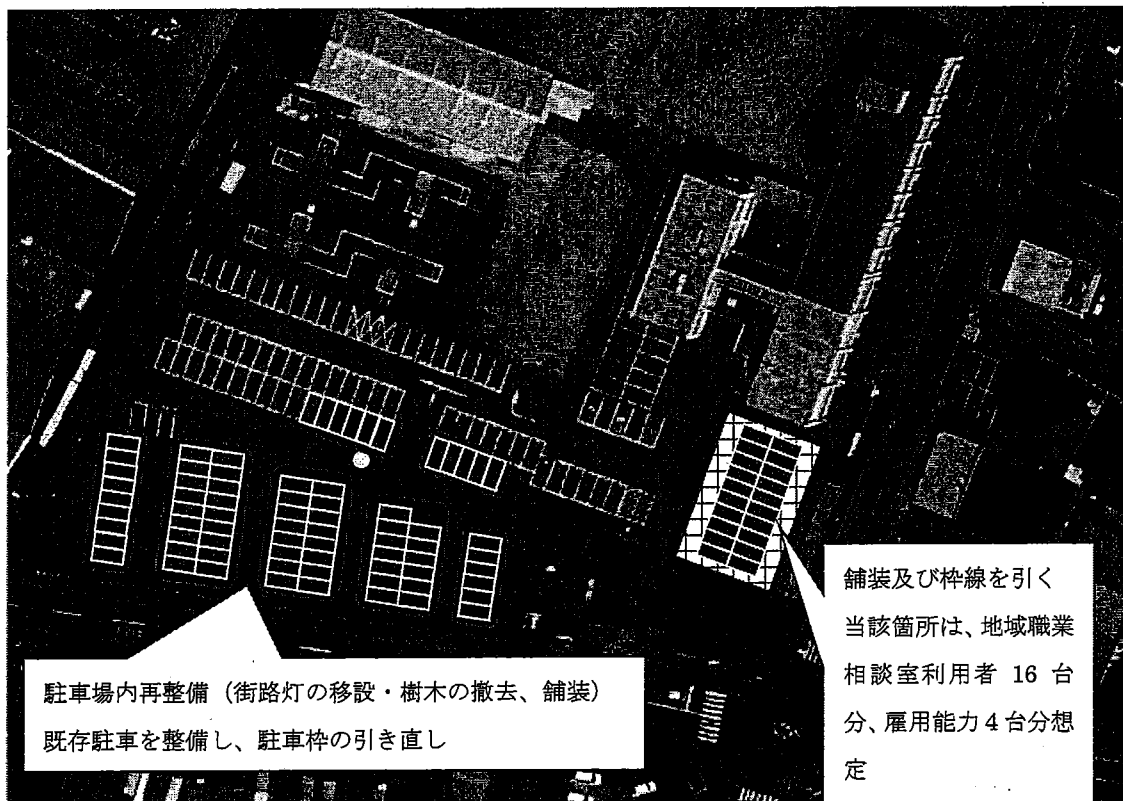 舗装及び枠線を引く
当該箇所は、地域職業
相談室利用者 16 台
分、雇用能力4台分想
定
駐車場内再整備（街路灯の移設・樹木の撤去、舗装）
既存駐車を整備し、駐車枠の引き直し